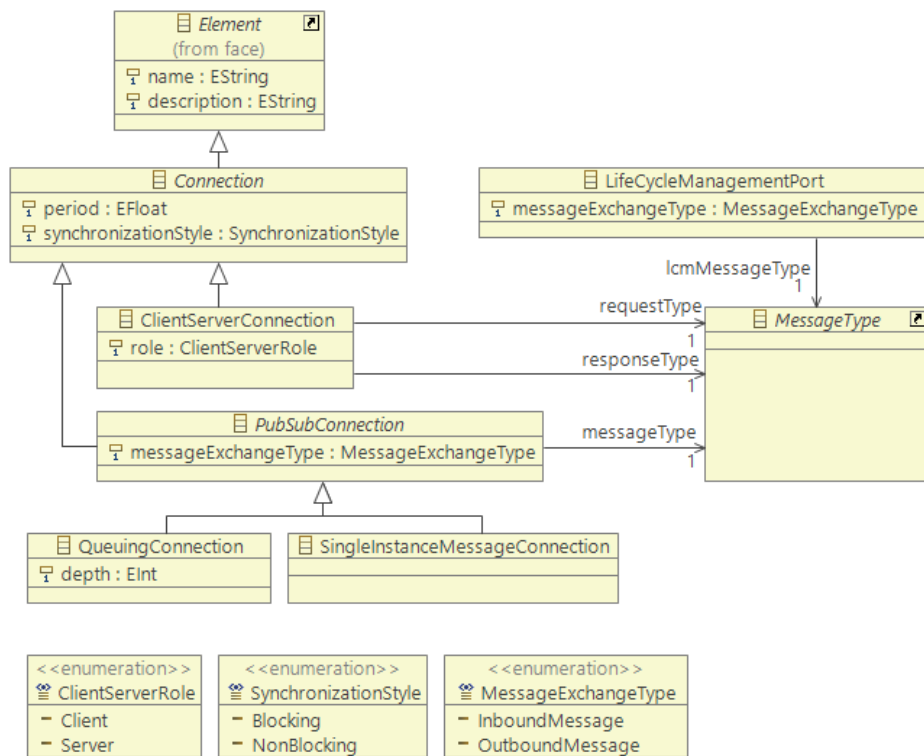 Element
(from face)
name : EString
description : EString
Connection
period : EFloat
synchronizationStyle : SynchronizationStyle
LifeCycleManagementPort
messageExchangeType : MessageExchangeType
lcmMessageType
1
ClientServerConnection
role : ClientServerRole
requestType
1
responseType
1
MessageType
PubSubConnection
messageExchangeType : MessageExchangeType
messageType
1
QueuingConnection
depth : EInt
SingleInstanceMessageConnection
<<enumeration>>
ClientServerRole
Client
Server
<<enumeration>>
SynchronizationStyle
Blocking
NonBlocking
<<enumeration>>
MessageExchangeType
InboundMessage
OutboundMessage